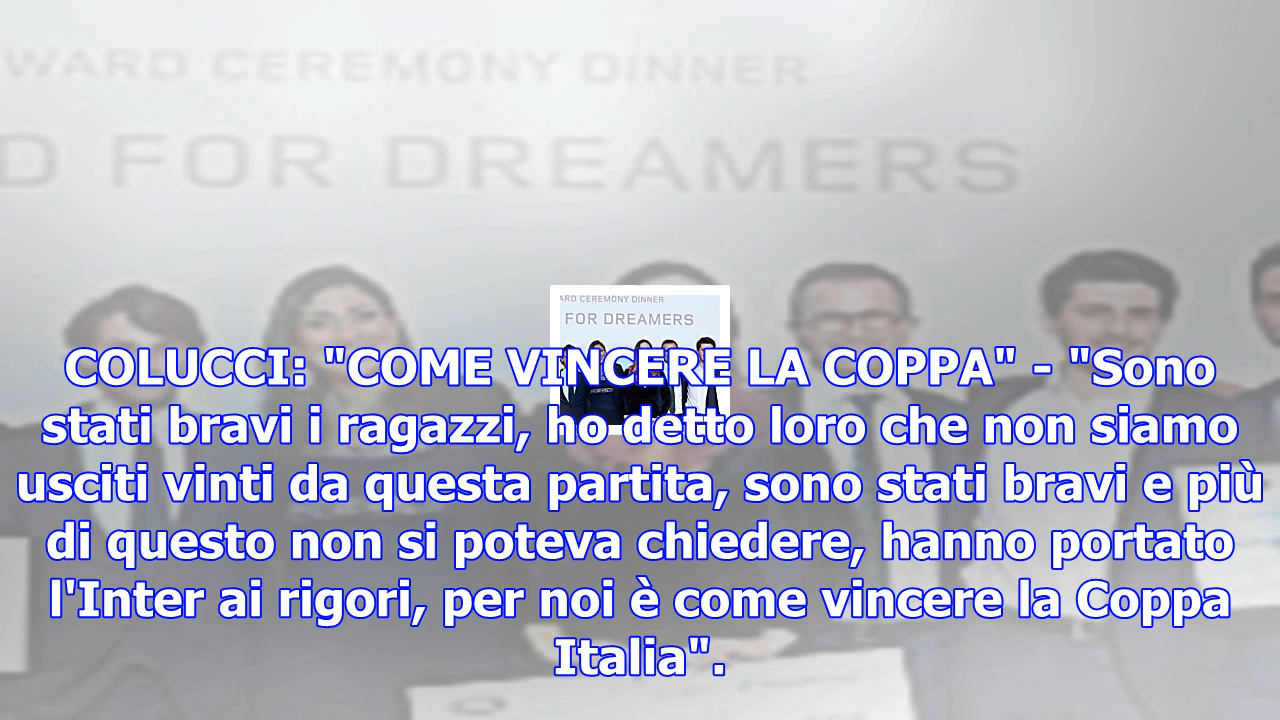 WARD CEREMONY DINNER
D FOR DREAMERS
ARD CEREMONY DINNER
FOR DREAMERS
COLUCCI: "COME VINCERE LA COPPA" - "Sono
stati bravi i ragazzi, ho detto loro che non siamo
usciti vinti da questa partita, sono stati bravi e più
di questo non si poteva chiedere, hanno portato
l'Inter ai rigori, per noi è come vincere la Coppa
Italia".